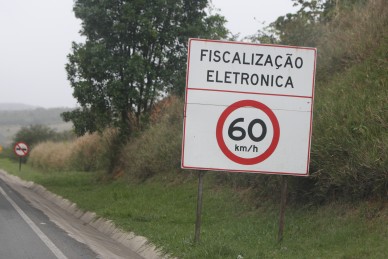 FISCALIZAÇÃO
ELETRONICA
60
km/h